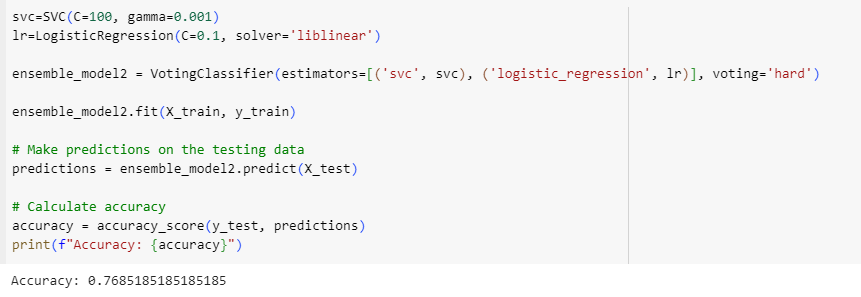 svc=SVC(C=100, gamma=0.001)
lr=LogisticRegression(C=0.1, solver='liblinear')
ensemble_model2 = VotingClassifier(estimators=[('svc', svc), ('logistic_regression', lr)], voting='hard')
ensemble_model2.fit(X_train, y_train)
# Make predictions on the testing data
predictions = ensemble_model2.predict(X_test)
# Calculate accuracy
accuracy = accuracy_score(y_test, predictions)
print(f"Accuracy: {accuracy}")
Accuracy: 0.7685185185185185